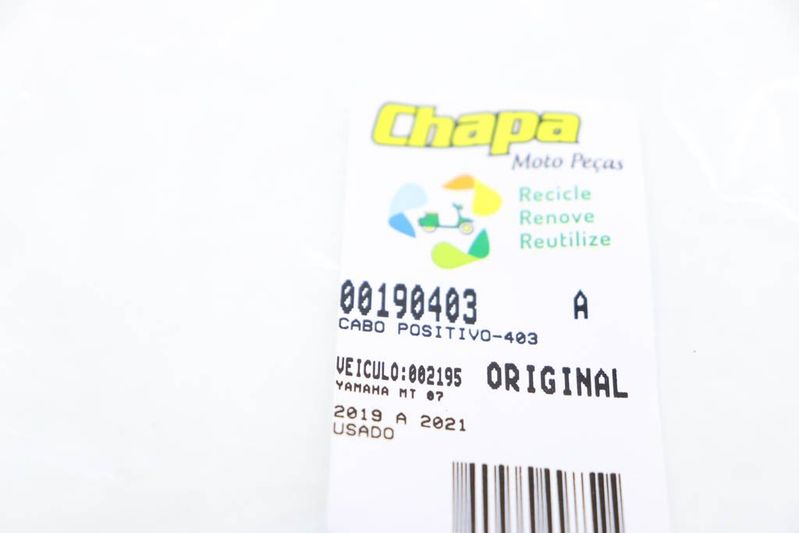 Chapa
Moto Peças
Recicle
Renove
Reutilize
00190403 A
CABO POSITIVO-403
VEICULO:002195 ORIGINAL
YAMAHA MT 07
2019 A 2021
USADO